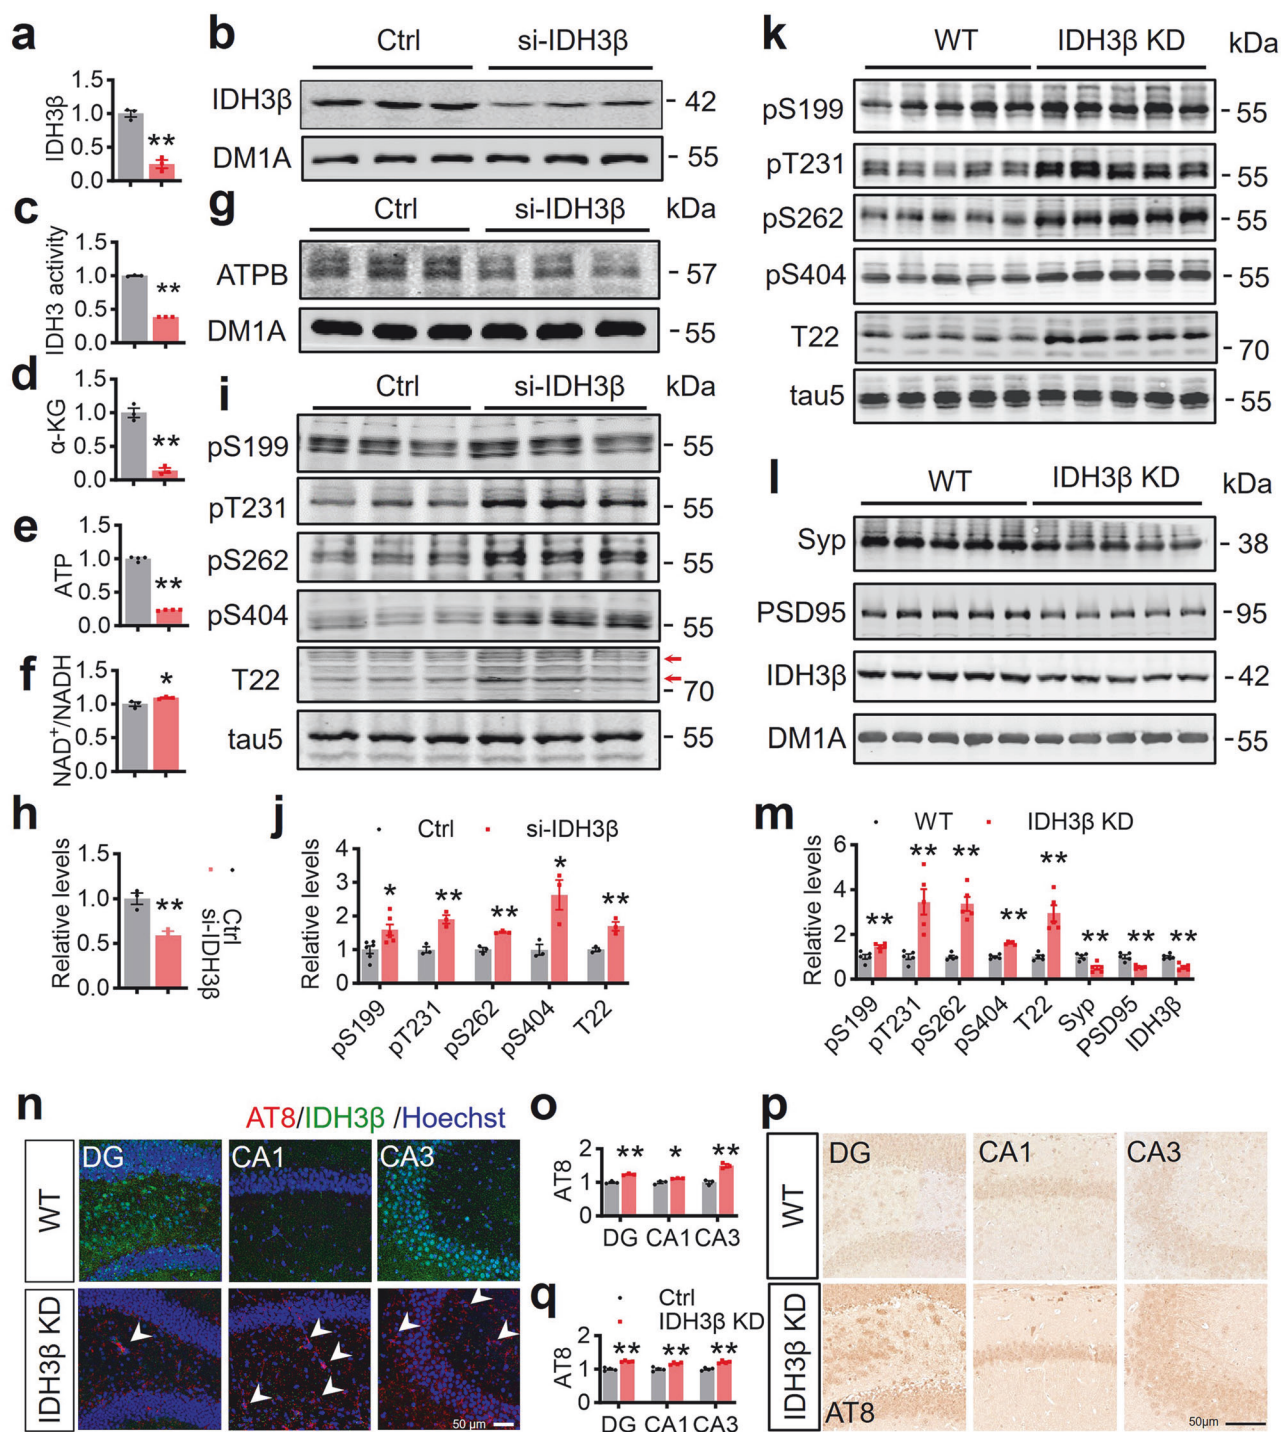 a
IDH3β
1.5
1.0
0.5
0.0
**
b
Ctrl
si-IDH3β
IDH3β
- 42
DM1A
- 55
c
IDH3 activity
1.5
1.0
0.5
0.0
**
d
α-KG
1.5
1.0
0.5
0.0
**
e
ATP
1.5
1.0
0.5
0.0
**
f
NAD+/NADH
1.5
1.0
0.5
0.0
*
g
Ctrl
si-IDH3β
kDa
ATPB
- 57
DM1A
- 55
i
Ctrl
si-IDH3β
kDa
pS199
- 55
pT231
- 55
pS262
- 55
pS404
- 55
T22
- 70
tau5
- 55
k
WT
IDH3β KD
kDa
pS199
- 55
pT231
- 55
pS262
- 55
pS404
- 55
T22
- 70
tau5
- 55
l
WT
IDH3β KD
kDa
Syp
- 38
PSD95
- 95
IDH3β
- 42
DM1A
- 55
h
Relative levels
1.5
1.0
0.5
0.0
**
Ctrl
si-IDH3β
j
Ctrl
si-IDH3β
Relative levels
4
3
2
1
0
*
**
**
*
**
pS199
pT231
pS262
pS404
T22
m
WT
IDH3β KD
Relative levels
6
4
2
0
**
**
**
**
**
**
**
**
pS199
pT231
pS262
pS404
T22
Syp
PSD95
IDH3β
n
AT8/IDH3β /Hoechst
WT
DG
CA1
CA3
IDH3β KD
50 µm
o
AT8
2
1
0
**
*
**
DG CA1 CA3
q
Ctrl
IDH3β KD
AT8
2
1
0
**
**
**
DG CA1 CA3
p
WT
DG
CA1
CA3
IDH3β KD
AT8
50µm